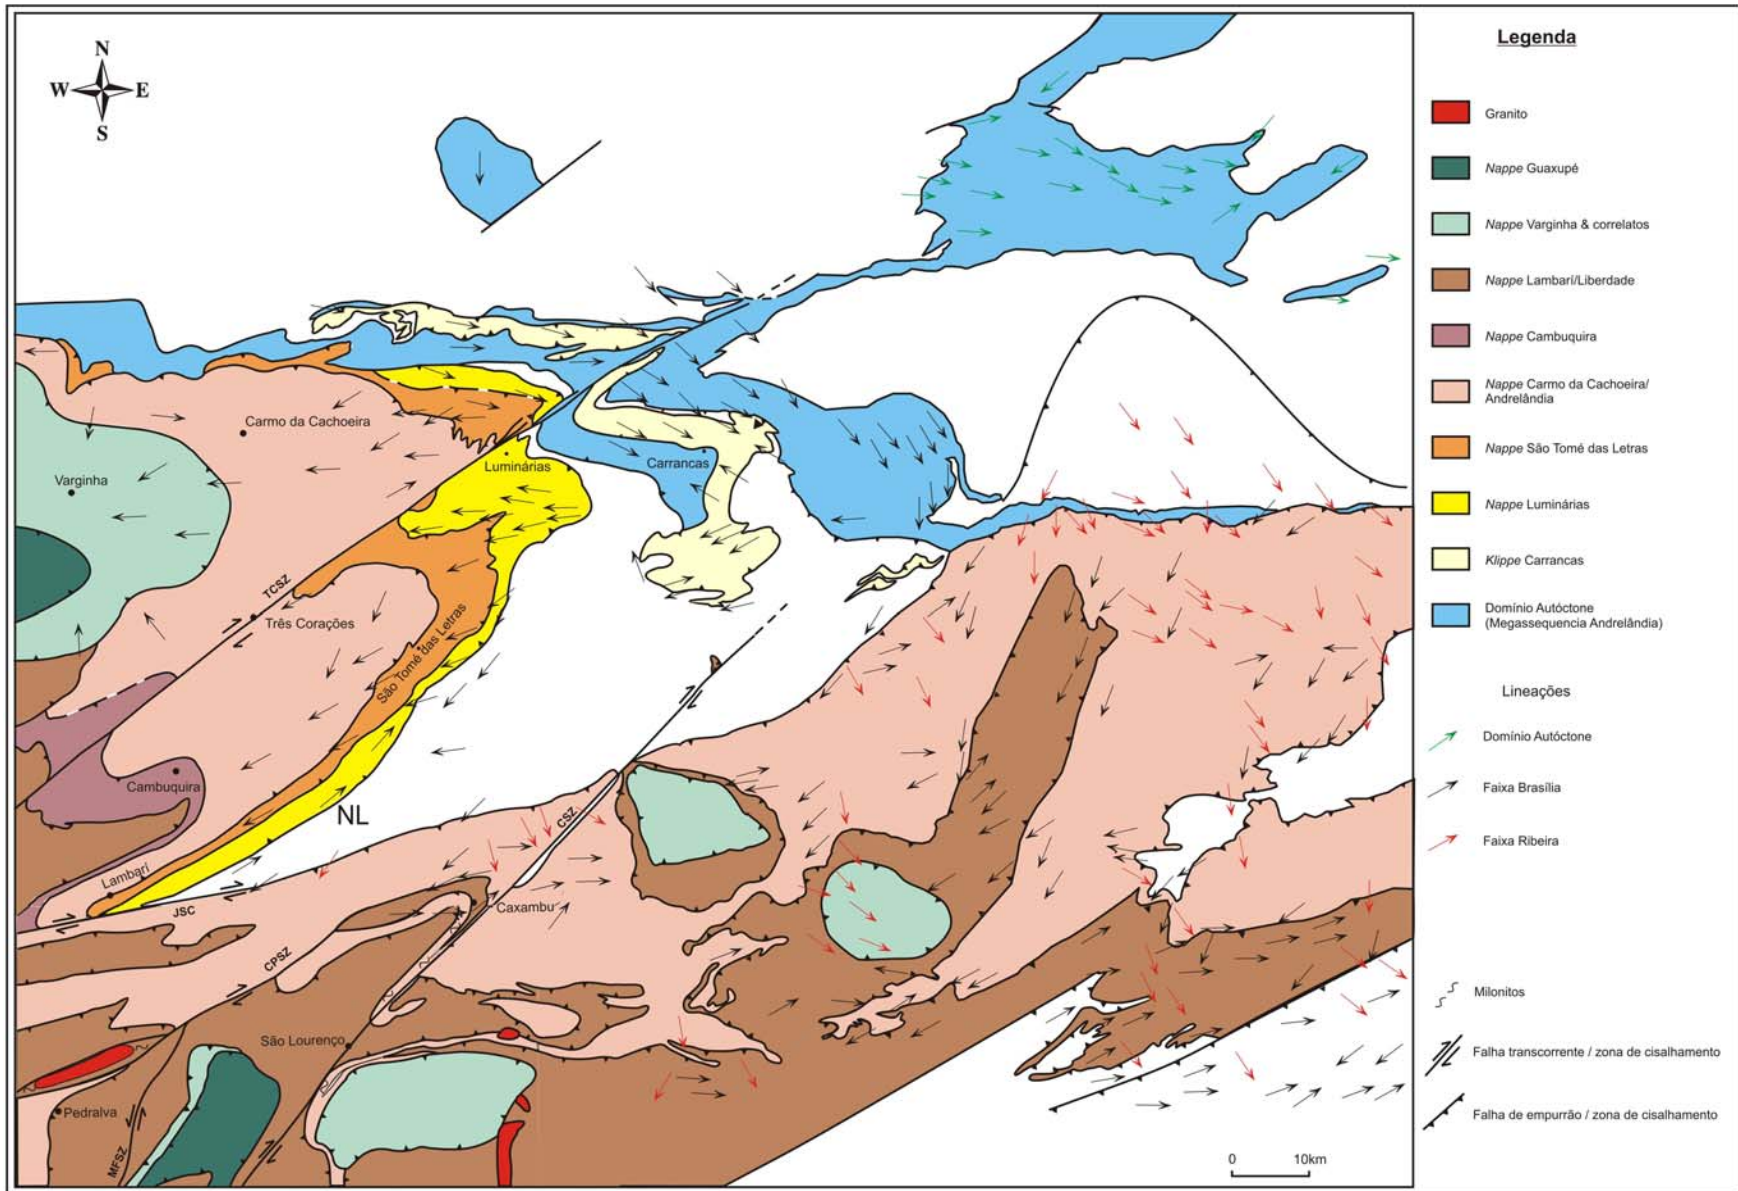 N
W
E
S
Carmo da Cachoeira
Varginha
Luminárias
Carrancas
TCSZ
Três Corações
São Tomé das Letras
Cambuquira
NL
CSZ
Lambarí
JSC
Caxambu
CPSZ
São Lourenço
Pedralva
MFSZ
0 10km
Legenda
Granito
Nappe Guaxupé
Nappe Varginha & correlatos
Nappe Lambarí/Liberdade
Nappe Cambuquira
Nappe Carmo da Cachoeira/
Andrelândia
Nappe São Tomé das Letras
Nappe Luminárias
Klippe Carrancas
Domínio Autóctone
(Megassequencia Andrelândia)
Lineações
Domínio Autóctone
Faixa Brasília
Faixa Ribeira
Milonitos
Falha transcorrente / zona de cisalhamento
Falha de empurrão / zona de cisalhamento